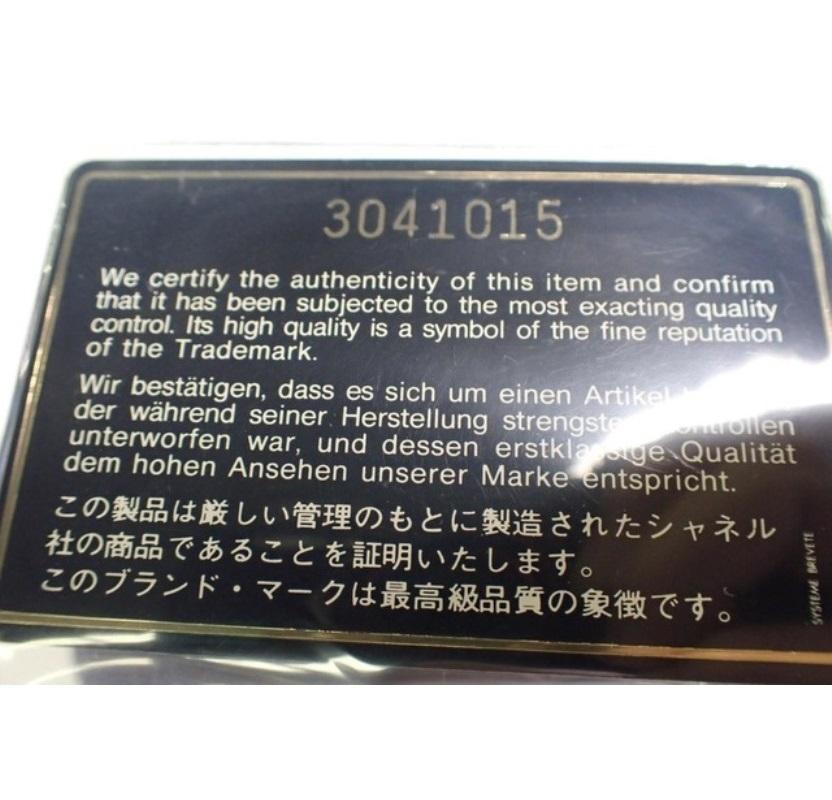 3041015
We certify the authenticity of this item and confirm
that it has been subjected to the most exacting quality
control. Its high quality is a symbol of the fine reputation
of the Trademark.
Wir bestätigen, dass es sich um einen Artikel
der während seiner Herstellung strengsten Kontrollen
unterworfen war, und dessen erstklassige Qualität
dem hohen Ansehen unserer Marke entspricht.
この製品は厳しい管理のもとに製造されたシャネル
社の商品であることを証明いたします。
このブランド・マークは最高級品質の象徴です。
SYSTEME BREVETE